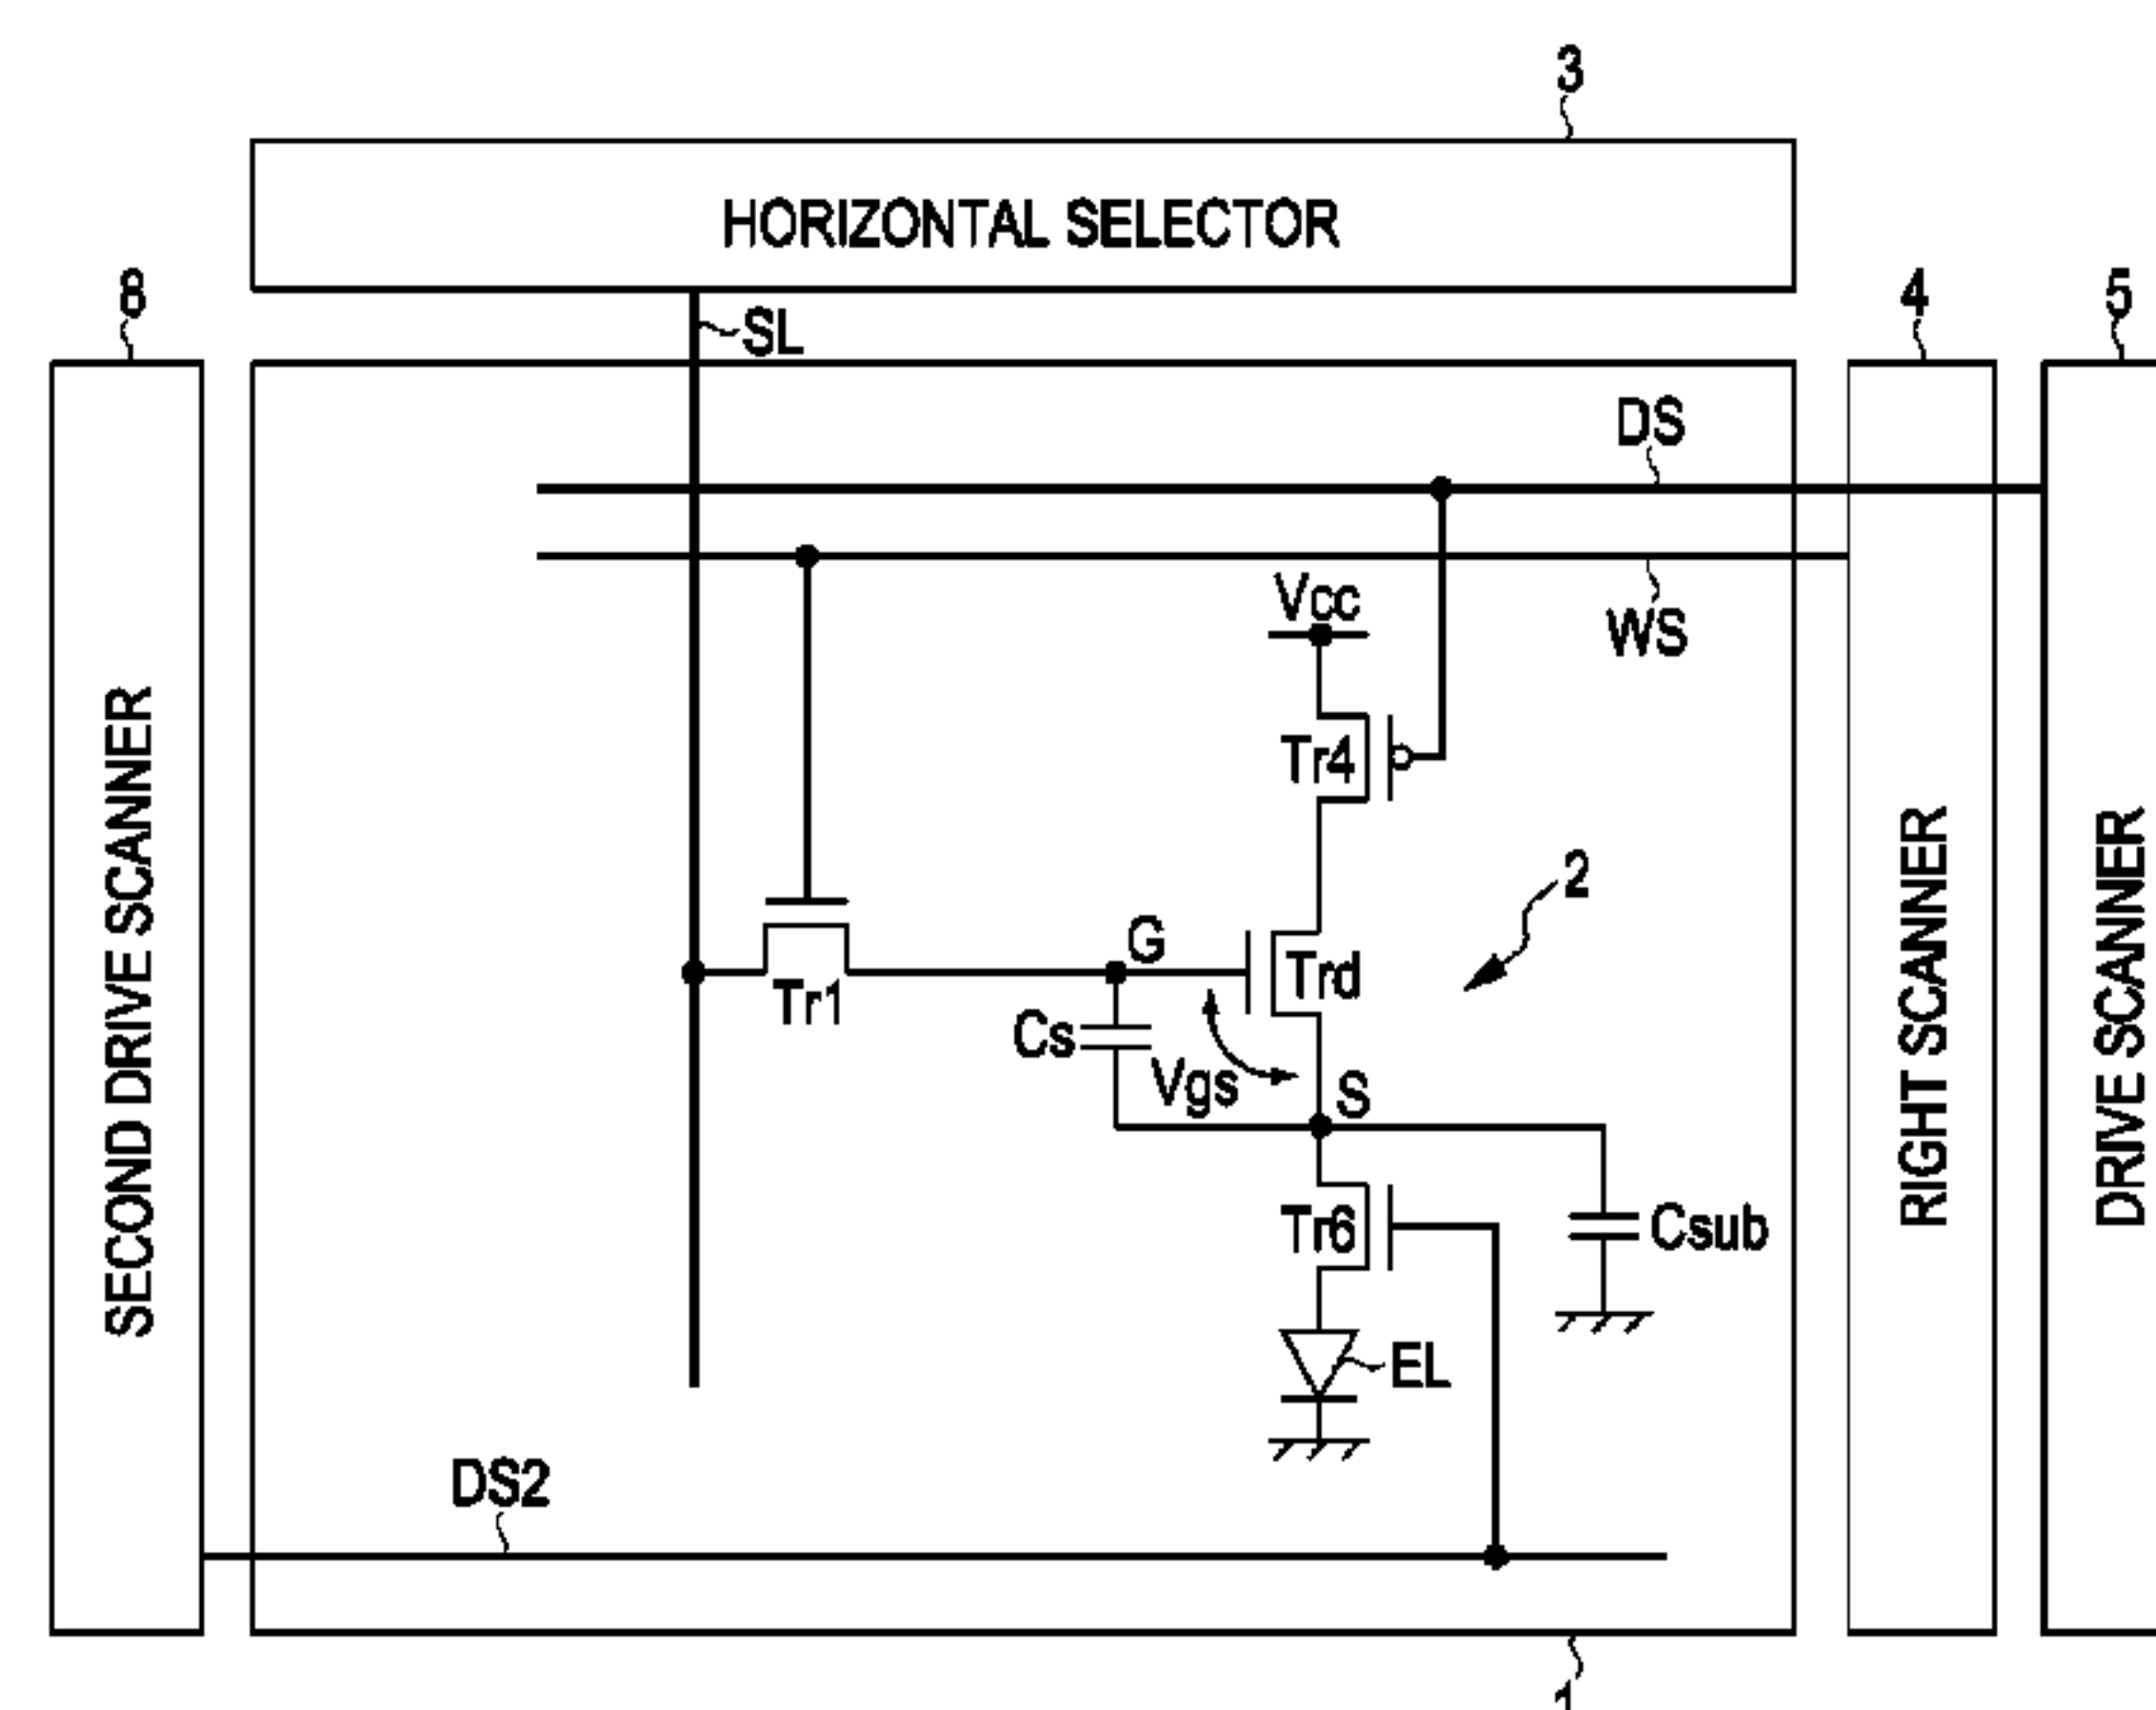 3
HORIZONTAL SELECTOR
8
4
5
SL
DS
Vcc
WS
Tr4
SECOND DRIVE SCANNER
RIGHT SCANNER
DRIVE SCANNER
2
G
Trd
Tr1
Cs
Vgs
S
Tr6
Csub
EL
DS2
1